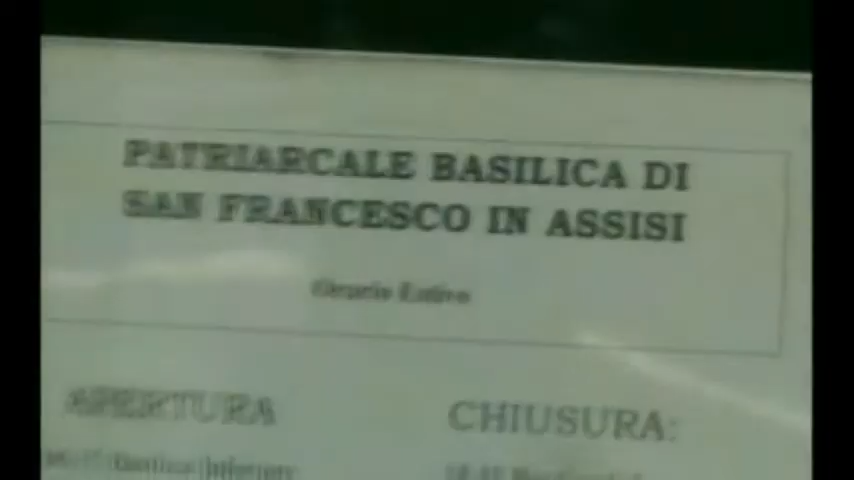 PATRIARCALE BASILICA DI
SAN FRANCESCO IN ASSISI
Orario Estivo
APERTURA
CHIUSURA: